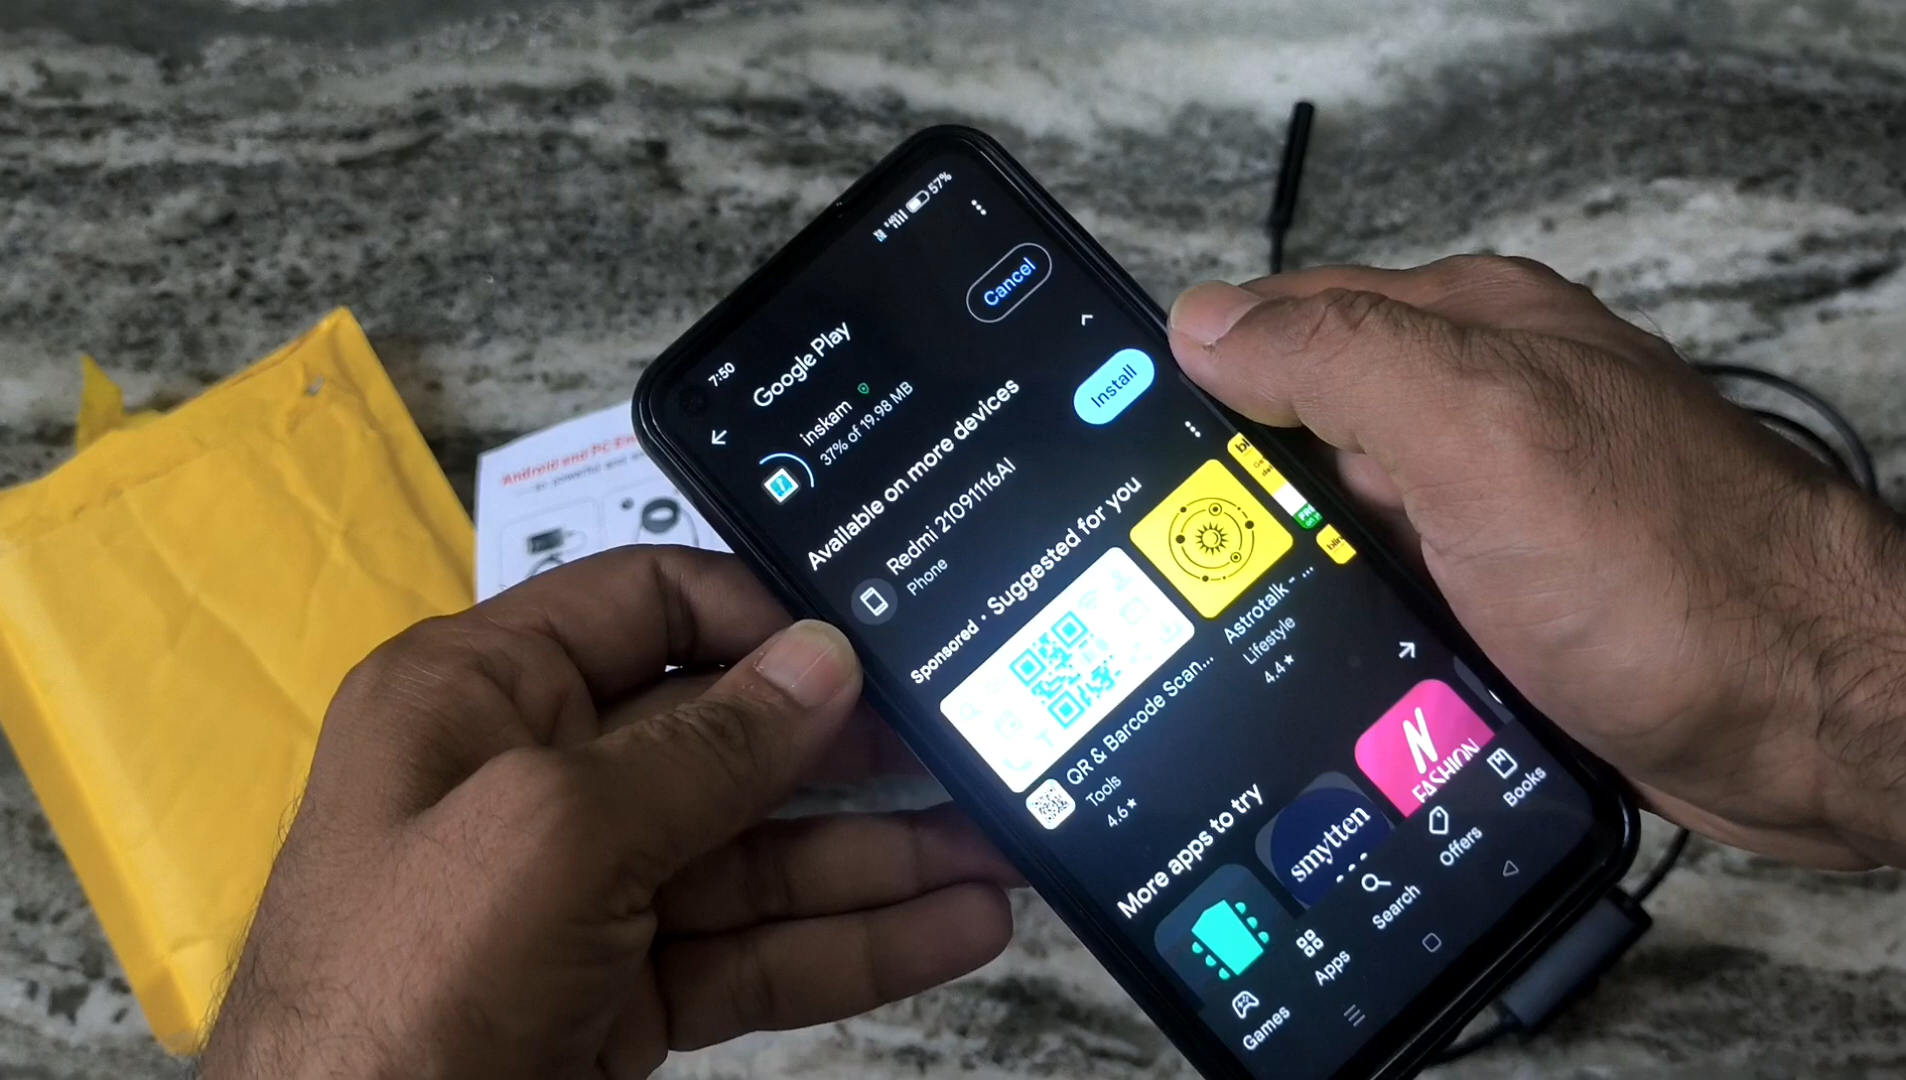 7:50
57%
Google Play
inskam
37% of 19.98 MB
Cancel
Available on more devices
Redmi 21091116AI
Phone
Install
Sponsored · Suggested for you
QR & Barcode Scan...
Tools
4.6★
Astrotalk - ...
Lifestyle
4.4★
More apps to try
smytten
N
FASHION
Games
Apps
Search
Offers
Books
Android and PC En